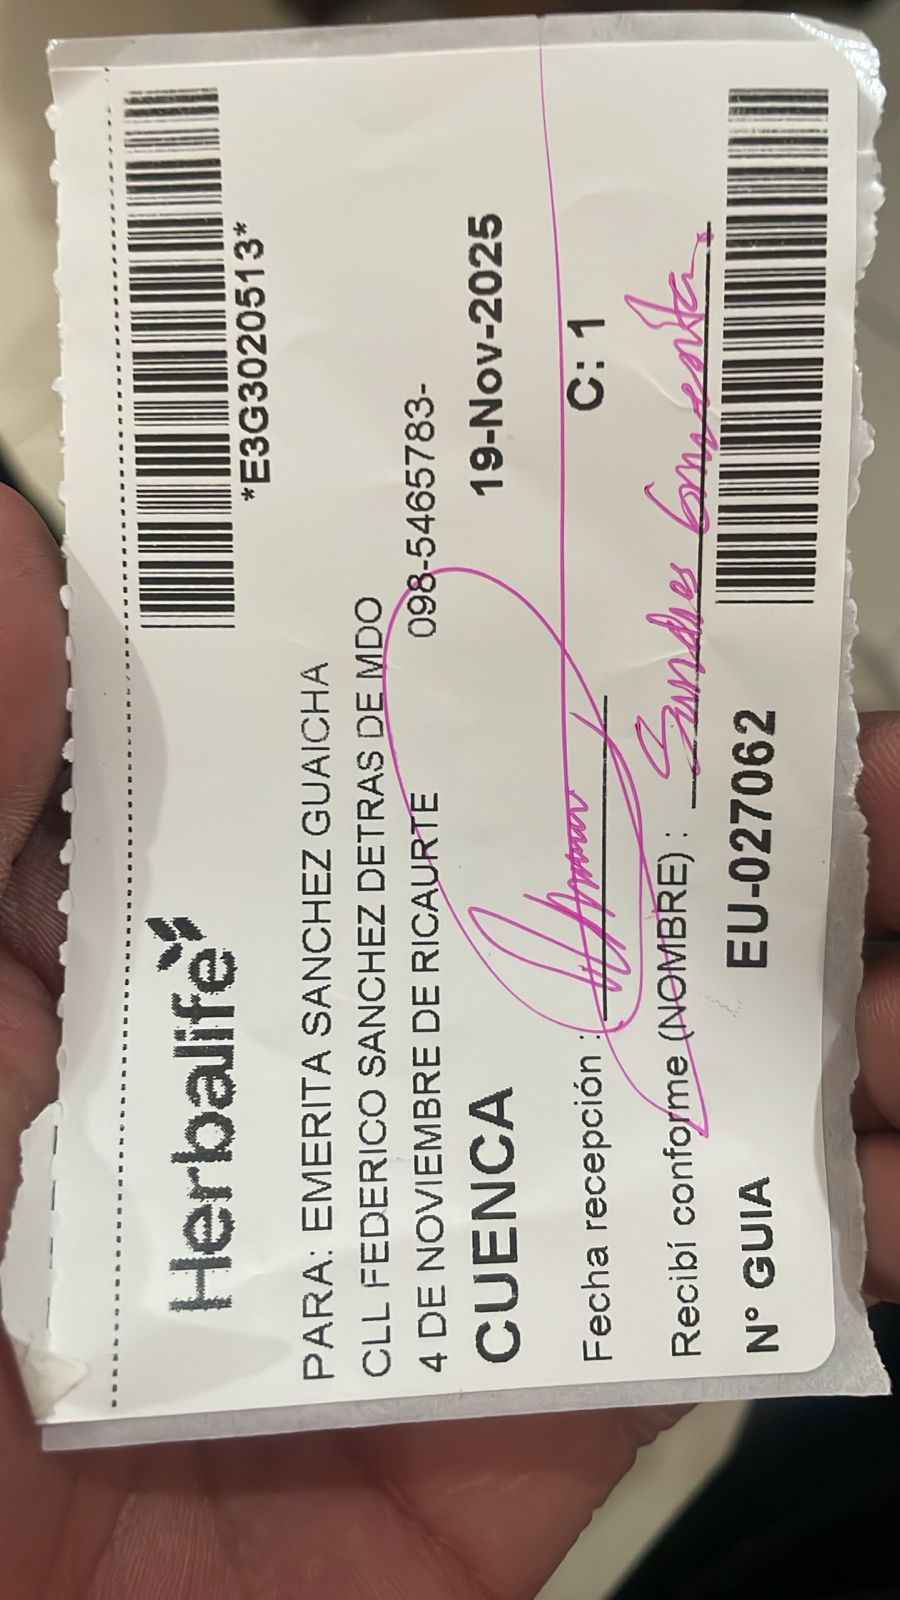 Herbalife
*E3G3020513*
PARA: EMERITA SANCHEZ GUAICHA
CLL FEDERICO SANCHEZ DETRAS DE MDO
4 DE NOVIEMBRE DE RICAURTE 098-5465783-
CUENCA 19-Nov-2025
Fecha recepción :
C: 1
Recibí conforme (NOMBRE) :
Nº GUIA EU-027062